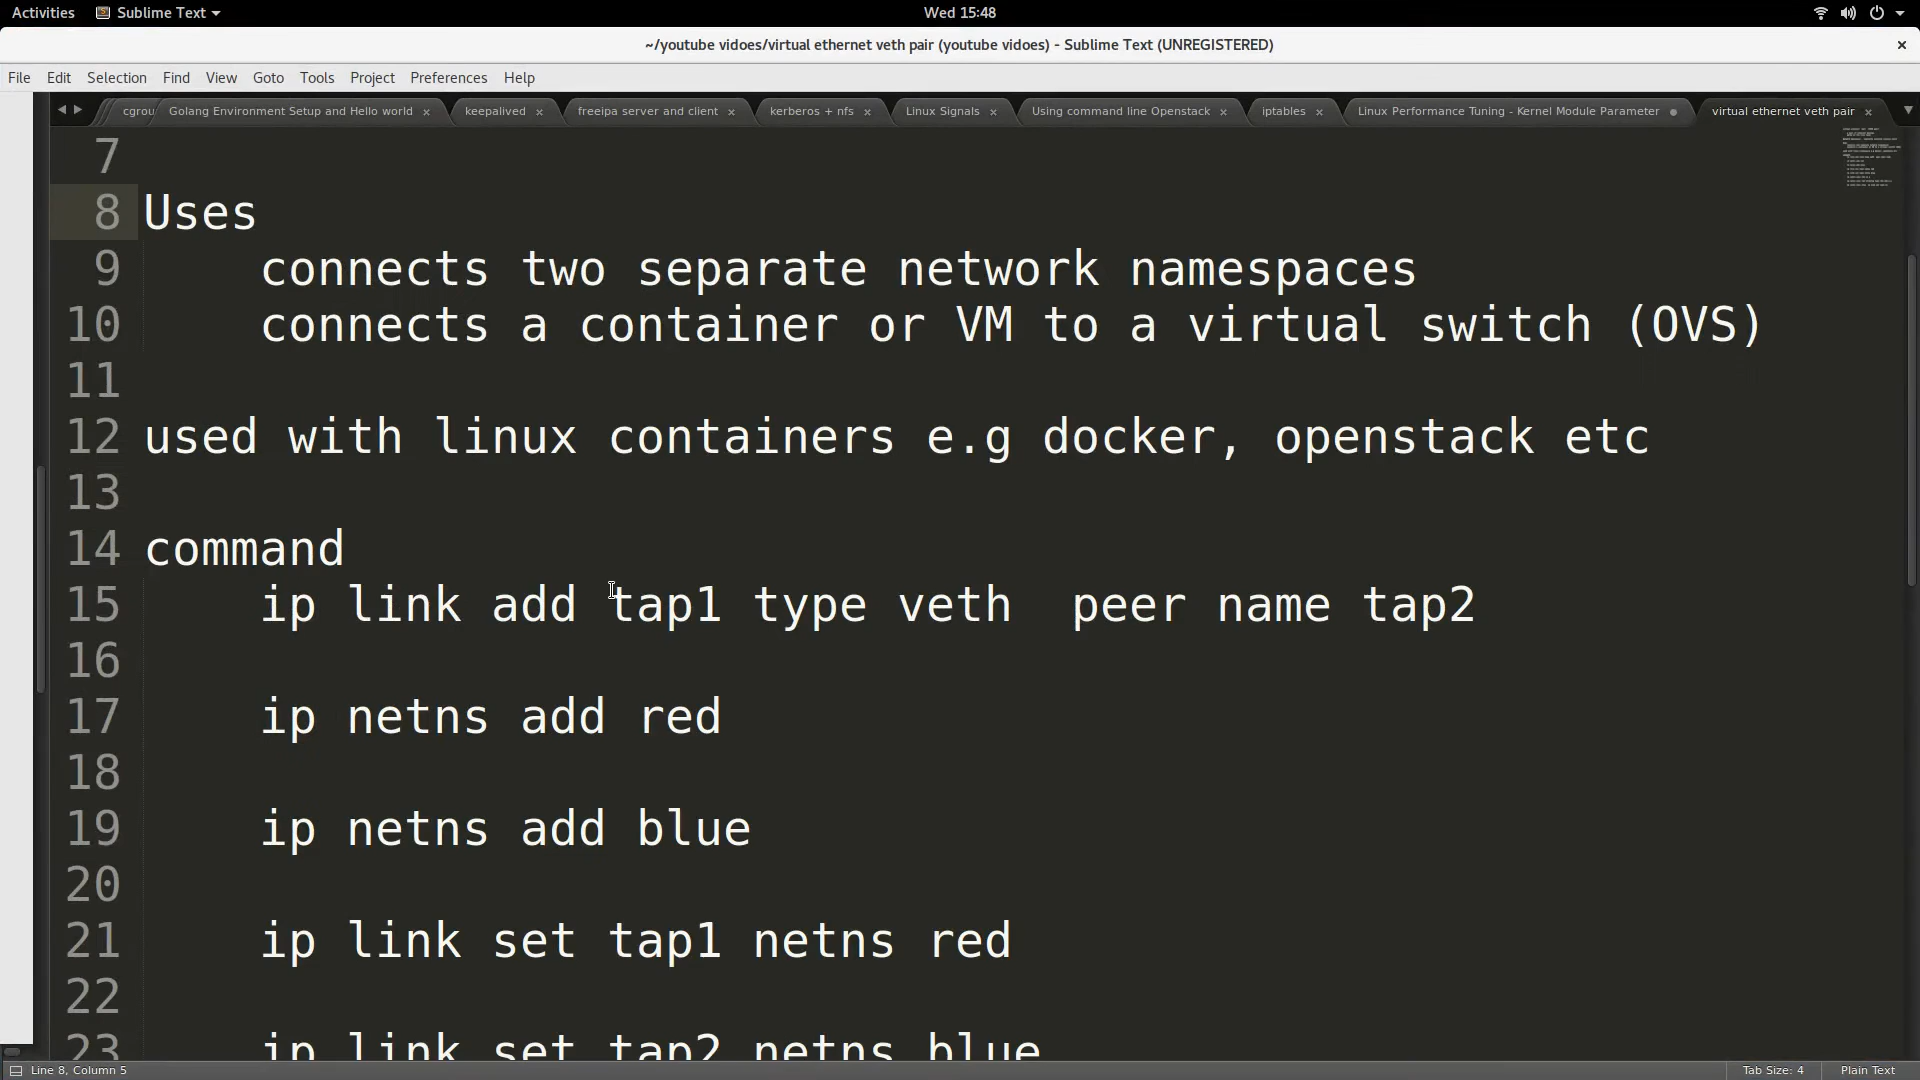 Activities Sublime Text Wed 15:48
~/youtube vidoes/virtual ethernet veth pair (youtube vidoes) - Sublime Text (UNREGISTERED)
File Edit Selection Find View Goto Tools Project Preferences Help
cgrou Golang Environment Setup and Hello world keepalived freeipa server and client kerberos + nfs Linux Signals Using command line Openstack iptables Linux Performance Tuning - Kernel Module Parameter virtual ethernet veth pair
7
8 Uses
9 connects two separate network namespaces
10 connects a container or VM to a virtual switch (OVS)
11
12 used with linux containers e.g docker, openstack etc
13
14 command
15 ip link add tap1 type veth  peer name tap2
16
17 ip netns add red
18
19 ip netns add blue
20
21 ip link set tap1 netns red
22
23 ip link set tap2 netns blue
Line 8, Column 5 Tab Size: 4 Plain Text